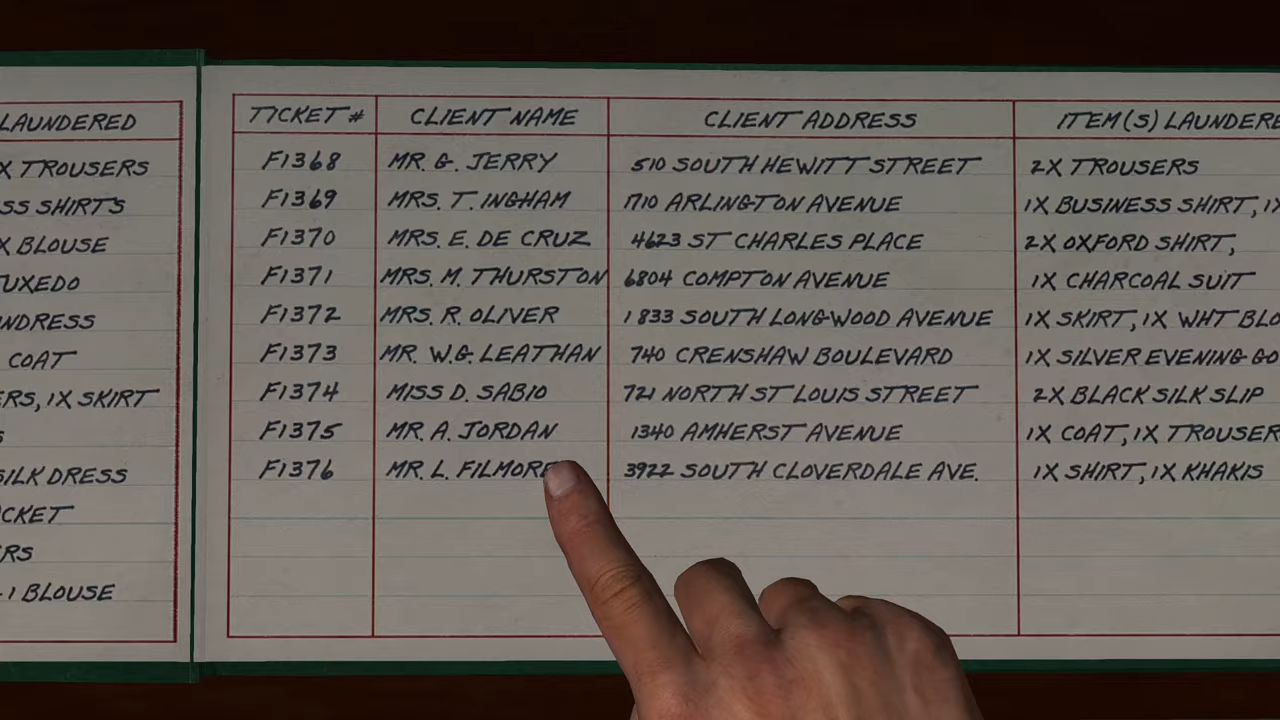 LAUNDERED
X TROUSERS
SS SHIRTS
X BLOUSE
TUXEDO
NDRESS
COAT
ERS, 1X SKIRT
S
SILK DRESS
CKET
ERS
-1 BLOUSE
TICKET # CLIENT NAME CLIENT ADDRESS ITEM(S) LAUNDERE
F1368 MR. G. JERRY 510 SOUTH HEWITT STREET 2X TROUSERS
F1369 MRS. T. INGHAM 1710 ARLINGTON AVENUE 1X BUSINESS SHIRT, 1X
F1370 MRS. E. DE CRUZ 4623 ST CHARLES PLACE 2X OXFORD SHIRT,
F1371 MRS. M. THURSTON 6804 COMPTON AVENUE 1X CHARCOAL SUIT
F1372 MRS. R. OLIVER 1833 SOUTH LONGWOOD AVENUE 1X SKIRT, 1X WHT BLO
F1373 MR. W.G. LEATHAN 740 CRENSHAW BOULEVARD 1X SILVER EVENING GO
F1374 MISS D. SABIO 721 NORTH ST LOUIS STREET 2X BLACK SILK SLIP
F1375 MR. A. JORDAN 1340 AMHERST AVENUE 1X COAT, 1X TROUSER
F1376 MR. L. FILMORE 3922 SOUTH CLOVERDALE AVE. 1X SHIRT, 1X KHAKIS